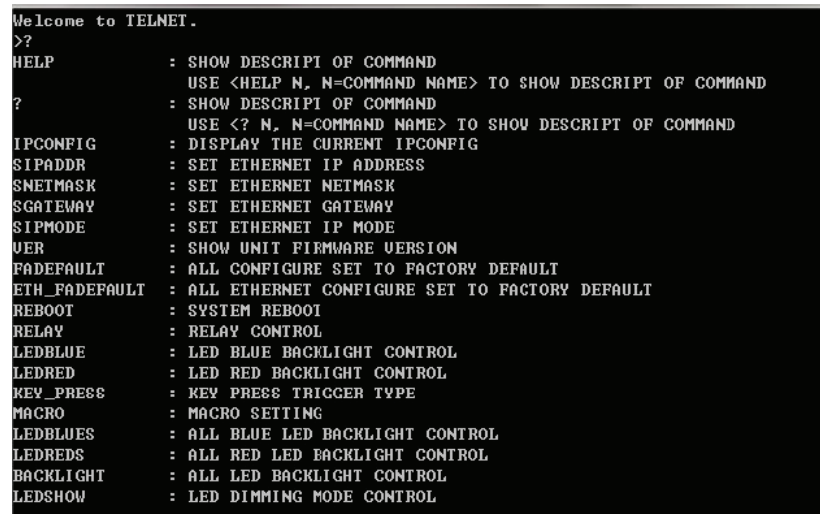 Welcome to TELNET.
>?
HELP : SHOW DESCRIPT OF COMMAND
USE <HELP N, N=COMMAND NAME> TO SHOW DESCRIPT OF COMMAND
? : SHOW DESCRIPT OF COMMAND
USE <? N, N=COMMAND NAME> TO SHOW DESCRIPT OF COMMAND
IPCONFIG : DISPLAY THE CURRENT IPCONFIG
SIPADDR : SET ETHERNET IP ADDRESS
SNETMASK : SET ETHERNET NETMASK
SGATEWAY : SET ETHERNET GATEWAY
SIPMODE : SET ETHERNET IP MODE
VER : SHOW UNIT FIRMWARE VERSION
FADEFAULT : ALL CONFIGURE SET TO FACTORY DEFAULT
ETH_FADEFAULT : ALL ETHERNET CONFIGURE SET TO FACTORY DEFAULT
REBOOT : SYSTEM REBOOT
RELAY : RELAY CONTROL
LEDBLUE : LED BLUE BACKLIGHT CONTROL
LEDRED : LED RED BACKLIGHT CONTROL
KEY_PRESS : KEY PRESS TRIGGER TYPE
MACRO : MACRO SETTING
LEDBLUES : ALL BLUE LED BACKLIGHT CONTROL
LEDREDS : ALL RED LED BACKLIGHT CONTROL
BACKLIGHT : ALL LED BACKLIGHT CONTROL
LEDSHOW : LED DIMMING MODE CONTROL